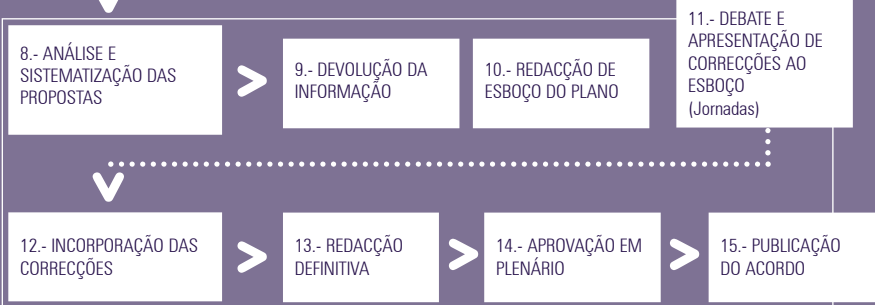 8.- ANÁLISE E
SISTEMATIZAÇÃO DAS
PROPOSTAS
9.- DEVOLUÇÃO DA
INFORMAÇÃO
10.- REDACÇÃO DE
ESBOÇO DO PLANO
11.- DEBATE E
APRESENTAÇÃO DE
CORRECÇÕES AO
ESBOÇO
(Jornadas)
12.- INCORPORAÇÃO DAS
CORRECÇÕES
13.- REDACÇÃO
DEFINITIVA
14.- APROVAÇÃO EM
PLENÁRIO
15.- PUBLICAÇÃO
DO ACORDO